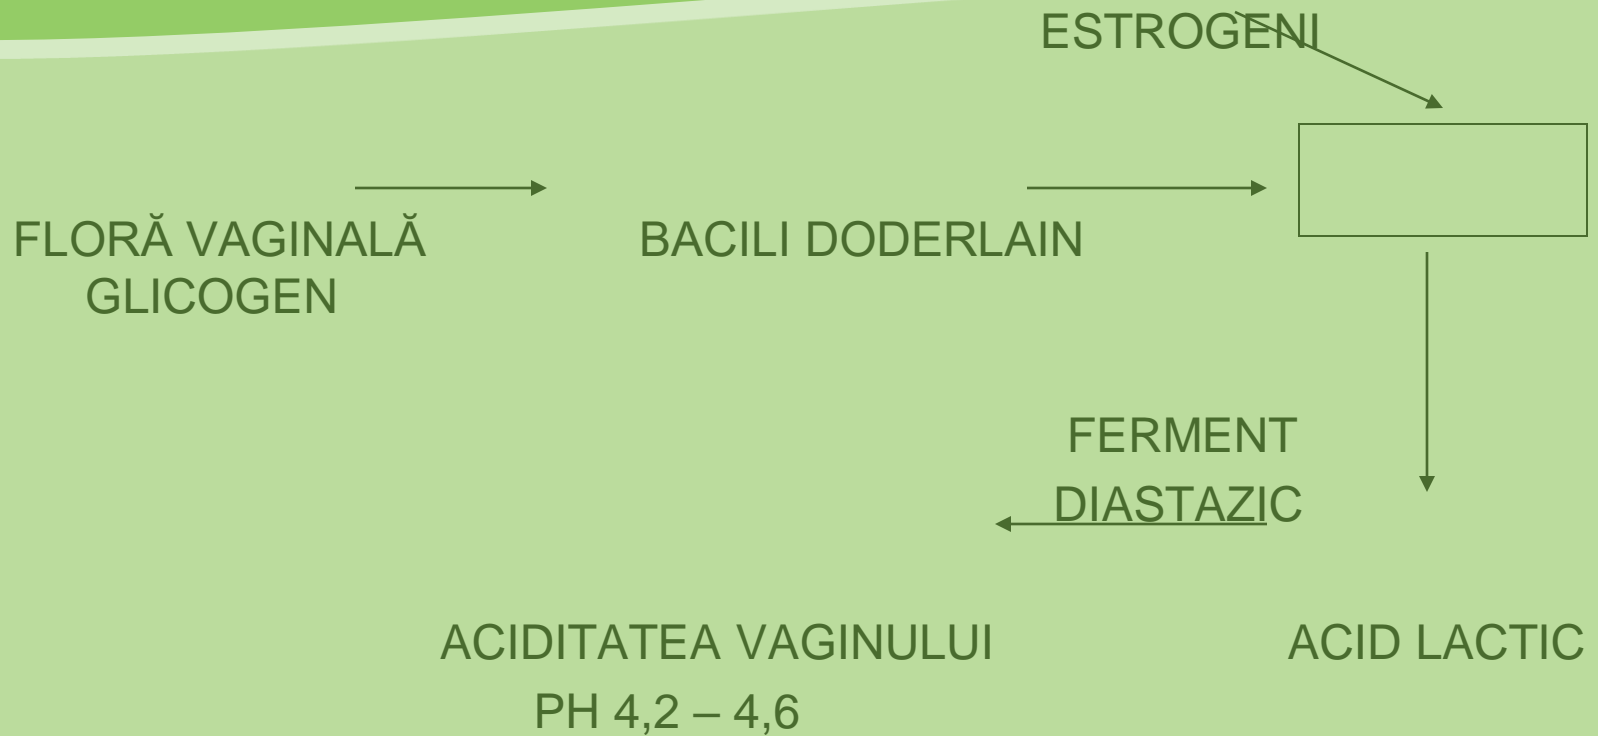 ESTROGENI
FLORĂ VAGINALĂ BACILI DODERLAIN
GLICOGEN
FERMENT
DIASTAZIC
ACIDITATEA VAGINULUI ACID LACTIC
PH 4,2 – 4,6